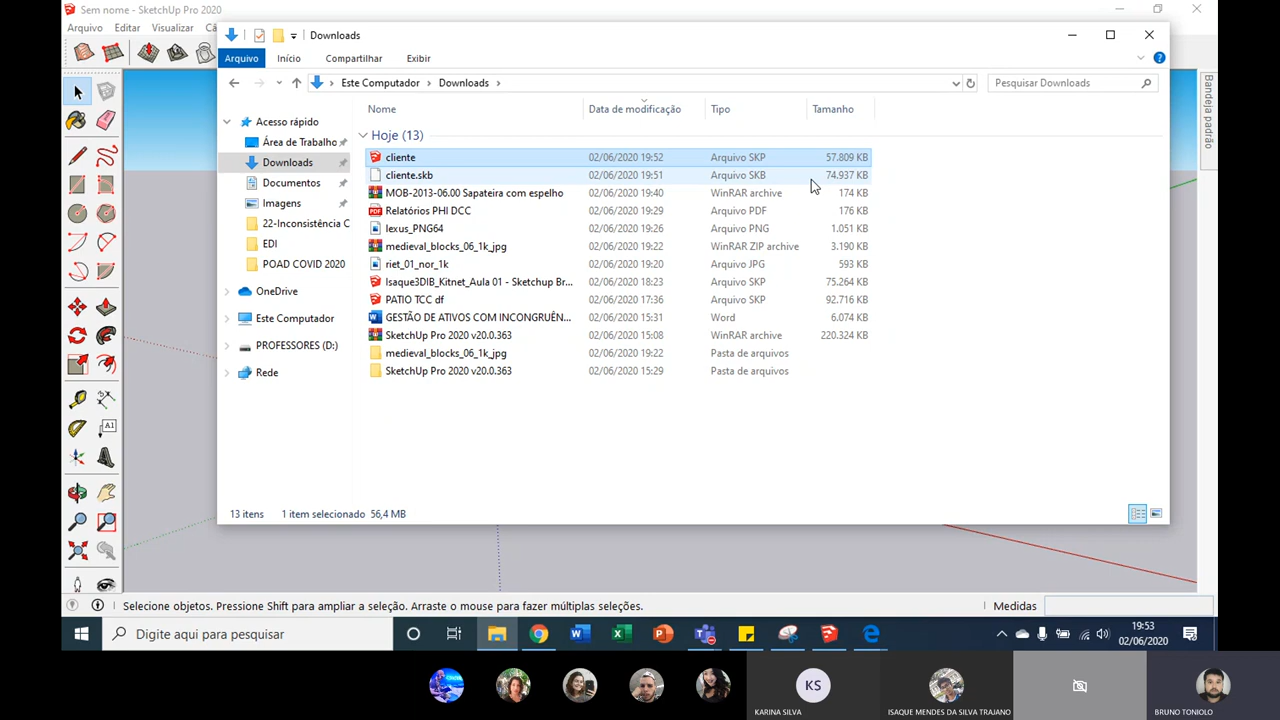 Sem nome - SketchUp Pro 2020
Arquivo Editar Visualizar Câ
Downloads
Arquivo Início Compartilhar Exibir
Este Computador Downloads
Pesquisar Downloads
Nome Data de modificação Tipo Tamanho
Bandeja padrão
Hoje (13)
Acesso rápido
Área de Trabalho
Downloads
Documentos
Imagens
22-Inconsistência C
EDI
POAD COVID 2020
OneDrive
Este Computador
PROFESSORES (D:)
Rede
cliente 02/06/2020 19:52 Arquivo SKP 57.809 KB
cliente.skb 02/06/2020 19:51 Arquivo SKB 74.937 KB
MOB-2013-06.00 Sapateira com espelho 02/06/2020 19:40 WinRAR archive 174 KB
Relatórios PHI DCC 02/06/2020 19:29 Arquivo PDF 176 KB
lexus_PNG64 02/06/2020 19:26 Arquivo PNG 1.051 KB
medieval_blocks_06_1k_jpg 02/06/2020 19:22 WinRAR ZIP archive 3.190 KB
riet_01_nor_1k 02/06/2020 19:20 Arquivo JPG 593 KB
Isaque3DIB_Kitnet_Aula 01 - Sketchup Br... 02/06/2020 18:23 Arquivo SKP 75.264 KB
PATIO TCC df 02/06/2020 17:36 Arquivo SKP 92.716 KB
GESTÃO DE ATIVOS COM INCONGRUÊN... 02/06/2020 15:31 Word 6.074 KB
SketchUp Pro 2020 v20.0.363 02/06/2020 15:08 WinRAR archive 220.324 KB
medieval_blocks_06_1k_jpg 02/06/2020 19:22 Pasta de arquivos
SketchUp Pro 2020 v20.0.363 02/06/2020 15:29 Pasta de arquivos
A1
13 itens 1 item selecionado 56,4 MB
Selecione objetos. Pressione Shift para ampliar a seleção. Arraste o mouse para fazer múltiplas seleções.
Medidas
Digite aqui para pesquisar
19:53
02/06/2020
KS
KARINA SILVA
ISAQUE MENDES DA SILVA TRAJANO
BRUNO TONIOLO